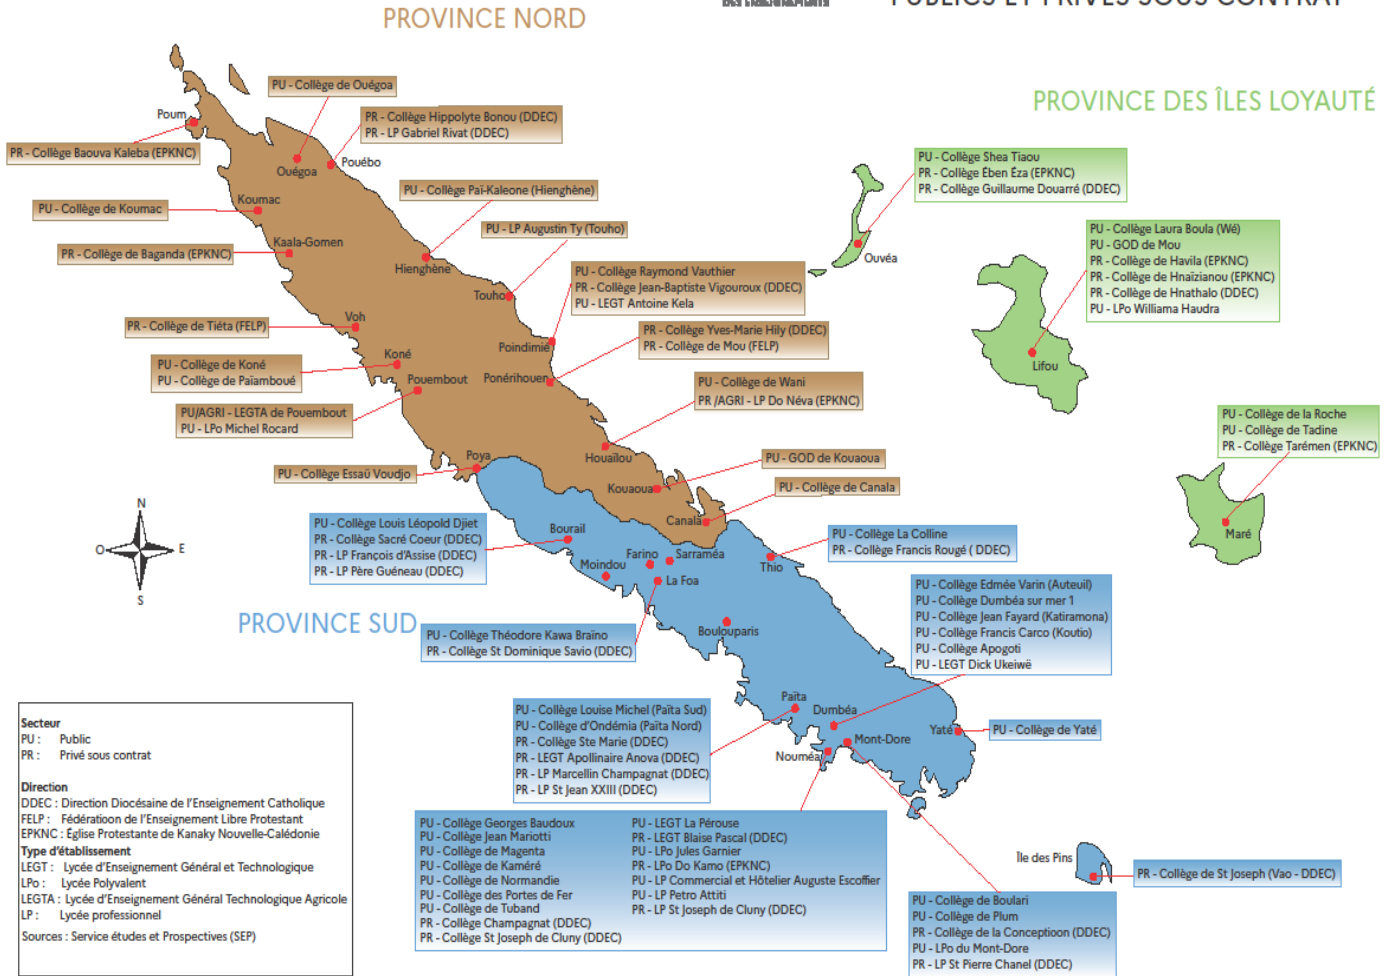 PUBLICS ET PRIVÉS SOUS CONTRAT
DES ENSEIGNEMENTS
PROVINCE NORD
PU - Collège de Ouégoa
PR - Collège Hippolyte Bonou (DDEC)
PR - LP Gabriel Rivat (DDEC)
Poum
PR - Collège Baouva Kaleba (EPKNC)
Ouégoa
Pouébo
PU - Collège Paï-Kaleone (Hienghène)
Koumac
PU - Collège de Koumac
PU - LP Augustin Ty (Touho)
Kaala-Gomen
PR - Collège de Baganda (EPKNC)
Hienghène
PU - Collège Raymond Vauthier
PR - Collège Jean-Baptiste Vigouroux (DDEC)
PU - LEGT Antoine Kela
Touho
Voh
PR - Collège de Tiéta (FELP)
PR - Collège Yves-Marie Hily (DDEC)
PR - Collège de Mou (FELP)
Poindimié
Koné
PU - Collège de Koné
PU - Collège de Païamboué
Pouembout
Ponérihouen
PU - Collège de Wani
PR /AGRI - LP Do Néva (EPKNC)
PU/AGRI - LEGTA de Pouembout
PU - LPo Michel Rocard
Houaïlou
Poya
PU - Collège Essaü Voudjo
PU - GOD de Kouaoua
Kouaoua
PU - Collège de Canala
Canala
PROVINCE DES ÎLES LOYAUTÉ
PU - Collège Shea Tiaou
PR - Collège Eben Éza (EPKNC)
PR - Collège Guillaume Douarré (DDEC)
Ouvéa
PU - Collège Laura Boula (Wé)
PU - GOD de Mou
PR - Collège de Havila (EPKNC)
PR - Collège de Hnaïzianou (EPKNC)
PR - Collège de Hnathalo (DDEC)
PU - LPo Williama Haudra
Lifou
PU - Collège de la Roche
PU - Collège de Tadine
PR - Collège Tarémen (EPKNC)
Maré
N
O
E
S
PROVINCE SUD
PU - Collège Louis Léopold Djiet
PR - Collège Sacré Coeur (DDEC)
PR - LP François d'Assise (DDEC)
PR - LP Père Guéneau (DDEC)
Bourail
Farino
Sarraméa
Moindou
La Foa
PU - Collège La Colline
PR - Collège Francis Rougé ( DDEC)
Thio
PU - Collège Théodore Kawa Braïno
PR - Collège St Dominique Savio (DDEC)
Boulouparis
PU - Collège Edmée Varin (Auteuil)
PU - Collège Dumbéa sur mer 1
PU - Collège Jean Fayard (Katiramona)
PU - Collège Francis Carco (Koutio)
PU - Collège Apogoti
PU - LEGT Dick Ukeiwë
PU - Collège Louise Michel (Païta Sud)
PU - Collège d'Ondémia (Païta Nord)
PR - Collège Ste Marie (DDEC)
PR - LEGT Apollinaire Anova (DDEC)
PR - LP Marcellin Champagnat (DDEC)
PR - LP St Jean XXIII (DDEC)
Païta
Dumbéa
Mont-Dore
Nouméa
Yaté
PU - Collège de Yaté
PU - Collège Georges Baudoux
PU - Collège Jean Mariotti
PU - Collège de Magenta
PU - Collège de Kaméré
PU - Collège de Normandie
PU - Collège des Portes de Fer
PU - Collège de Tuband
PR - Collège Champagnat (DDEC)
PR - Collège St Joseph de Cluny (DDEC)
PU - LEGT La Pérouse
PR - LEGT Blaise Pascal (DDEC)
PU - LPo Jules Garnier
PR - LPo Do Kamo (EPKNC)
PU - LP Commercial et Hôtelier Auguste Escoffier
PU - LP Petro Attiti
PR - LP St Joseph de Cluny (DDEC)
Île des Pins
PR - Collège de St Joseph (Vao - DDEC)
PU - Collège de Boulari
PU - Collège de Plum
PR - Collège de la Conceptioon (DDEC)
PU - LPo du Mont-Dore
PR - LP St Pierre Chanel (DDEC)
Secteur
PU : Public
PR : Privé sous contrat
Direction
DDEC : Direction Diocésaine de l'Enseignement Catholique
FELP : Fédératioon de l'Enseignement Libre Protestant
EPKNC : Église Protestante de Kanaky Nouvelle-Calédonie
Type d'établissement
LEGT : Lycée d'Enseignement Général et Technologique
LPo : Lycée Polyvalent
LEGTA : Lycée d'Enseignement Général Technologique Agricole
LP : Lycée professionnel
Sources : Service études et Prospectives (SEP)